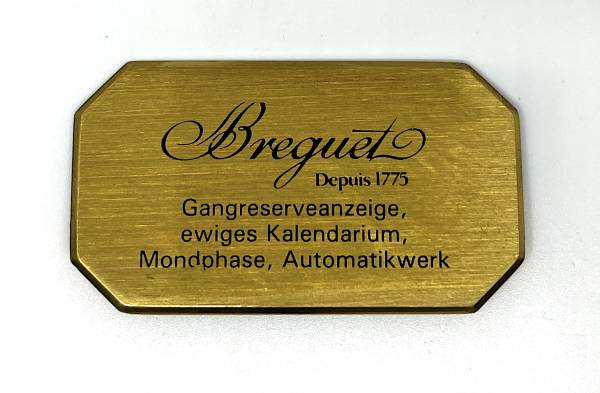 Breguet
Depuis 1775
Gangreserveanzeige,
ewiges Kalendarium,
Mondphase, Automatikwerk